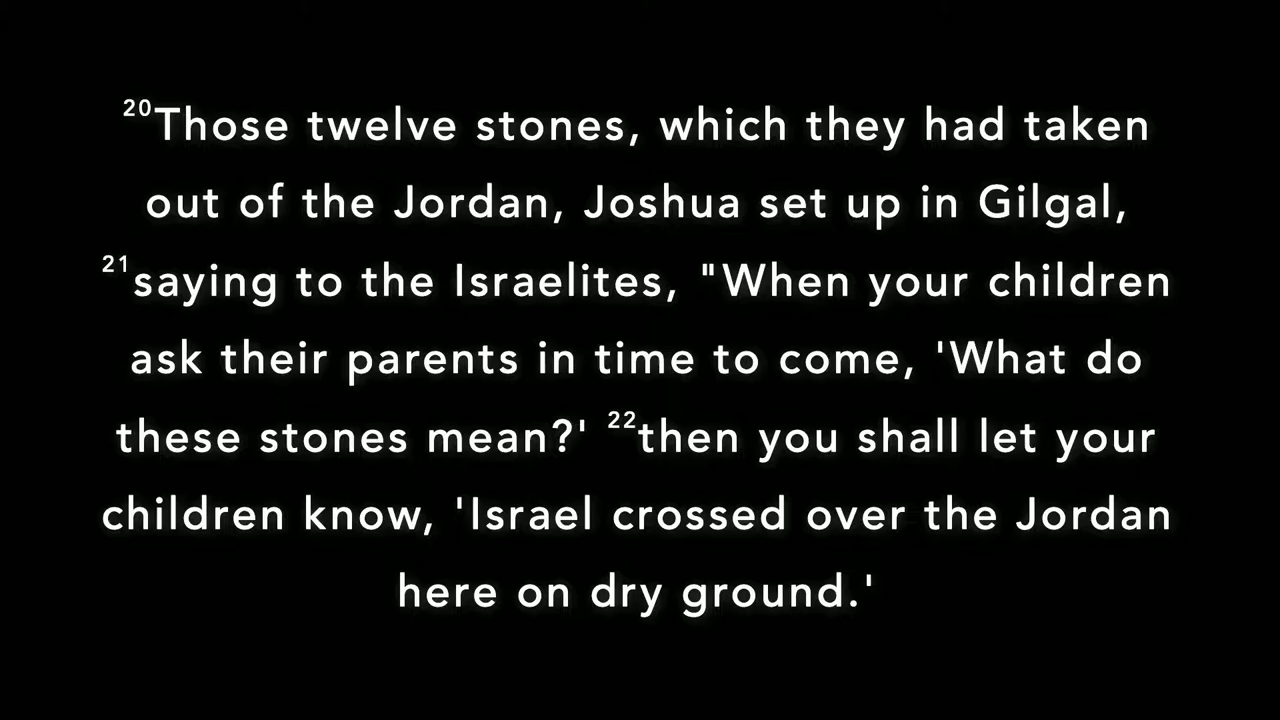 20Those twelve stones, which they had taken
out of the Jordan, Joshua set up in Gilgal,
21saying to the Israelites, "When your children
ask their parents in time to come, 'What do
these stones mean?' 22then you shall let your
children know, 'Israel crossed over the Jordan
here on dry ground.'